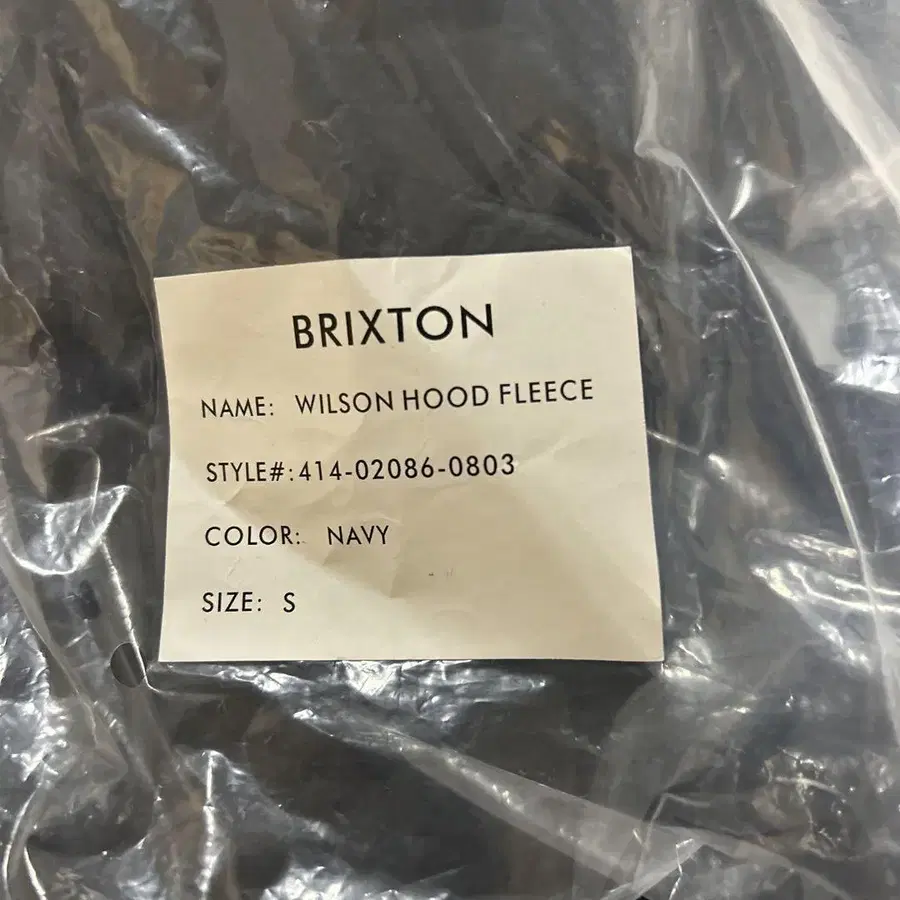 BRIXTON
NAME: WILSON HOOD FLEECE
STYLE#:414-02086-0803
COLOR: NAVY
SIZE: S